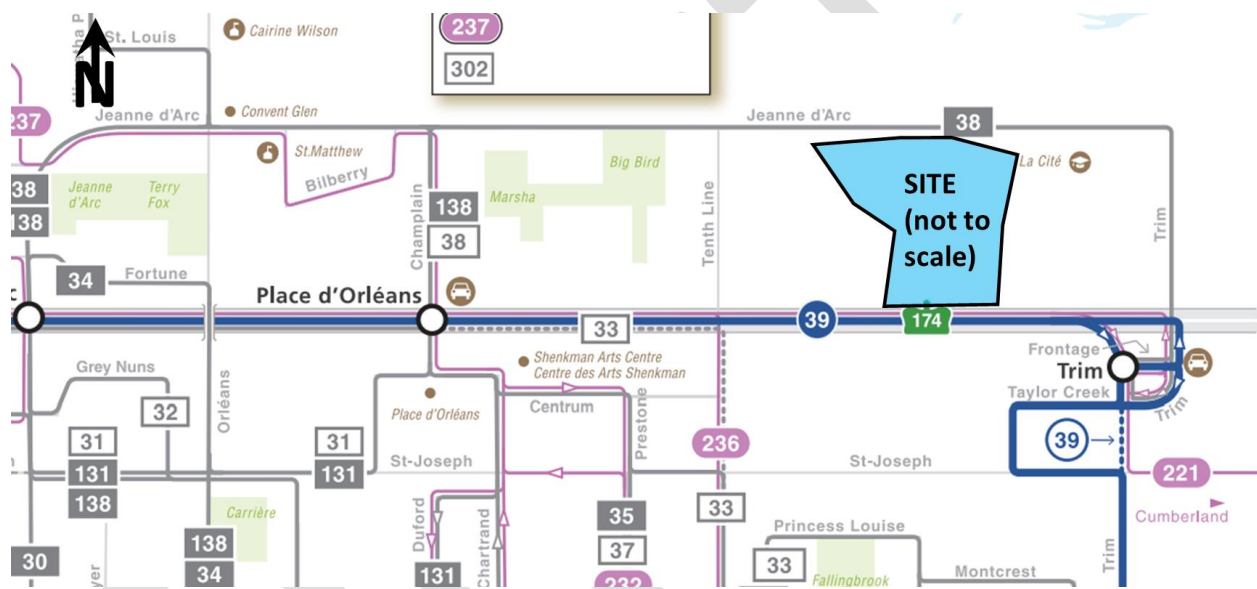 237
302
St. Louis
Cairine Wilson
N
Jeanne d'Arc
Convent Glen
Jeanne d'Arc
38
237
St.Matthew
Bilberry
Big Bird
La Cité
38
138
Jeanne
d'Arc
Terry
Fox
Champlain
138
38
Marsha
Tenth Line
SITE
(not to
scale)
Trim
34
Fortune
Place d'Orléans
33
39
174
Frontage
Trim
Taylor Creek
Trim
Grey Nuns
32
Orléans
Shenkman Arts Centre
Centre des Arts Shenkman
Place d'Orléans
Centrum
Prestone
31
131
138
31
131
St-Joseph
236
St-Joseph
39
221
Cumberland
Carrière
Duford
Chartrand
35
37
232
33
Princess Louise
33
Fallingbrook
Montcrest
Trim
30
138
34
131